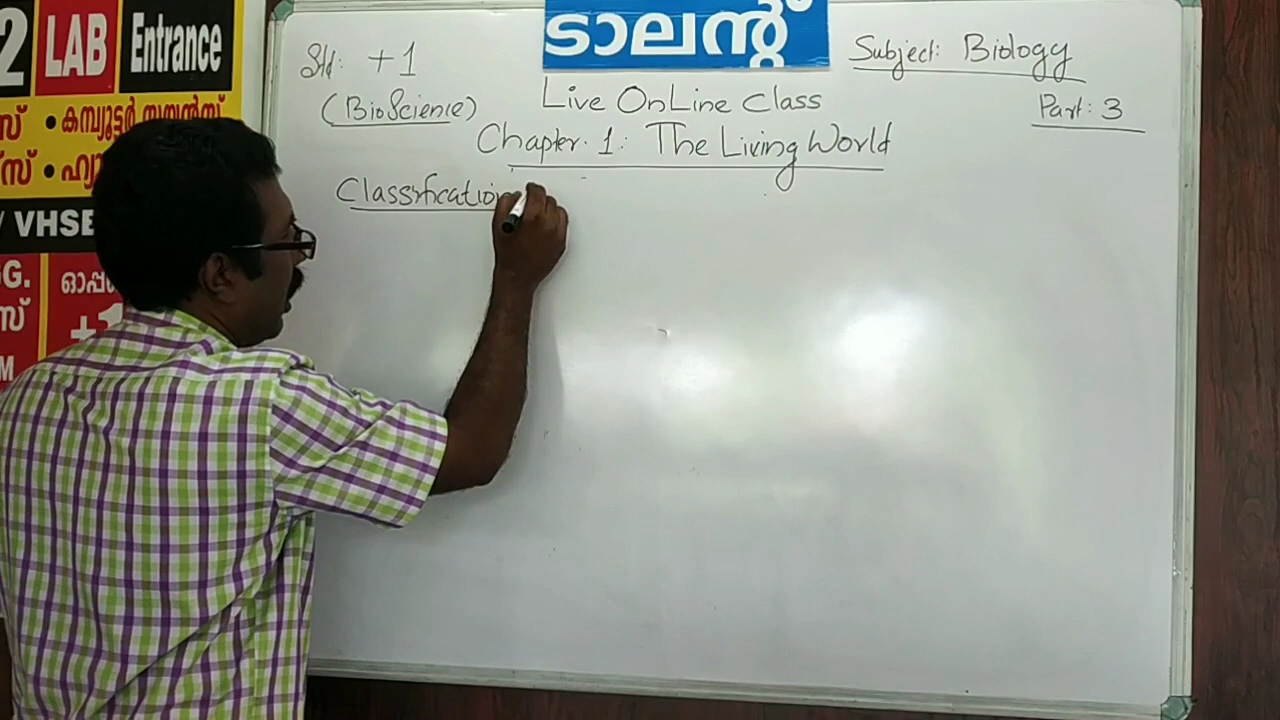 2 LAB Entrance
കമ്പ്യൂട്ടർ സയൻസ്
/ VHSE
+1
ടാലന്റ്
Std: +1
Subject: Biology
(BioScience)
Live OnLine Class
Part: 3
Chapter. 1: The Living World
Classification